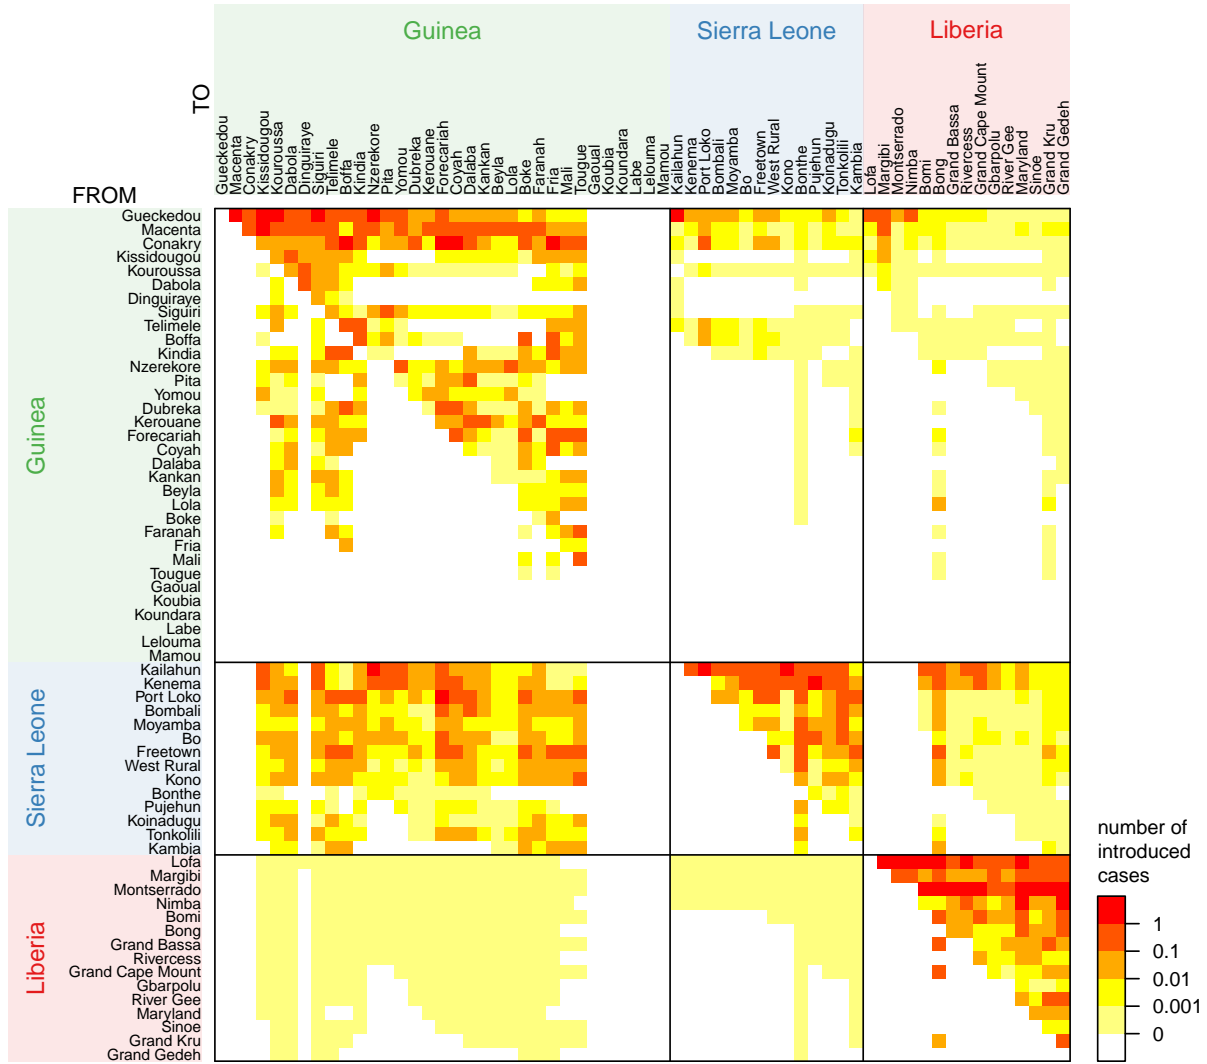 Guinea
Sierra Leone
Liberia
TO
Gueckedou
Macenta
Conakry
Kissidougou
Kouroussa
Dabola
Dinguiraye
Siguiri
Telimele
Boffa
Kindia
Nzerekore
Pita
Yomou
Dubreka
Kerouane
Forecariah
Coyah
Dalaba
Kankan
Beyla
Lola
Boke
Faranah
Fria
Mali
Tougue
Gaoual
Koubia
Koundara
Labe
Lelouma
Mamou
Kailahun
Kenema
Port Loko
Bombali
Moyamba
Bo
Freetown
West Rural
Kono
Bonthe
Pujehun
Koinadugu
Tonkolili
Kambia
Lofa
Margibi
Montserrado
Nimba
Bomi
Bong
Grand Bassa
Rivercess
Grand Cape Mount
Gbarpolu
River Gee
Maryland
Sinoe
Grand Kru
Grand Gedeh
FROM
Guinea
Gueckedou
Macenta
Conakry
Kissidougou
Kouroussa
Dabola
Dinguiraye
Siguiri
Telimele
Boffa
Kindia
Nzerekore
Pita
Yomou
Dubreka
Kerouane
Forecariah
Coyah
Dalaba
Kankan
Beyla
Lola
Boke
Faranah
Fria
Mali
Tougue
Gaoual
Koubia
Koundara
Labe
Lelouma
Mamou
Sierra Leone
Kailahun
Kenema
Port Loko
Bombali
Moyamba
Bo
Freetown
West Rural
Kono
Bonthe
Pujehun
Koinadugu
Tonkolili
Kambia
Liberia
Lofa
Margibi
Montserrado
Nimba
Bomi
Bong
Grand Bassa
Rivercess
Grand Cape Mount
Gbarpolu
River Gee
Maryland
Sinoe
Grand Kru
Grand Gedeh
number of
introduced
cases
1
0.1
0.01
0.001
0